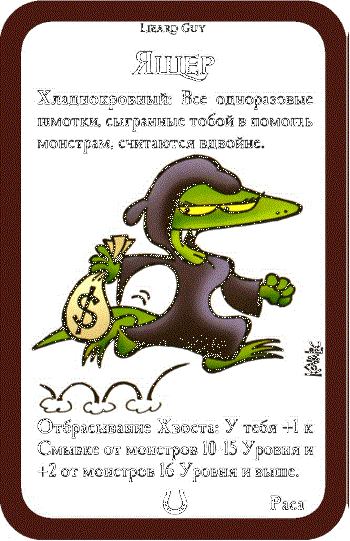 Lizard Guy
Ящер
Хладнокровный: Все одноразовые
шмотки, сыгранные тобой в помощь
монстрам, считаются вдвойне.
$
Отбрасывание Хвоста: У тебя +1 к
Смывке от монстров 10-15 Уровня и
+2 от монстров 16 Уровня и выше.
Раса